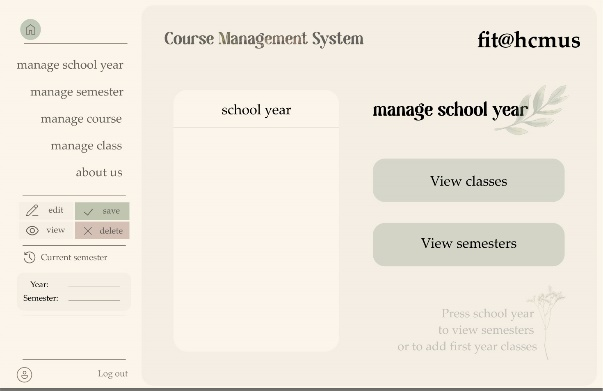 Course Management System
fit@hcmus
manage school year
manage semester
manage course
manage class
about us
edit
save
view
delete
Current semester
Year:
Semester:
Log out
school year
manage school year
View classes
View semesters
Press school year
to view semesters
or to add first year classes